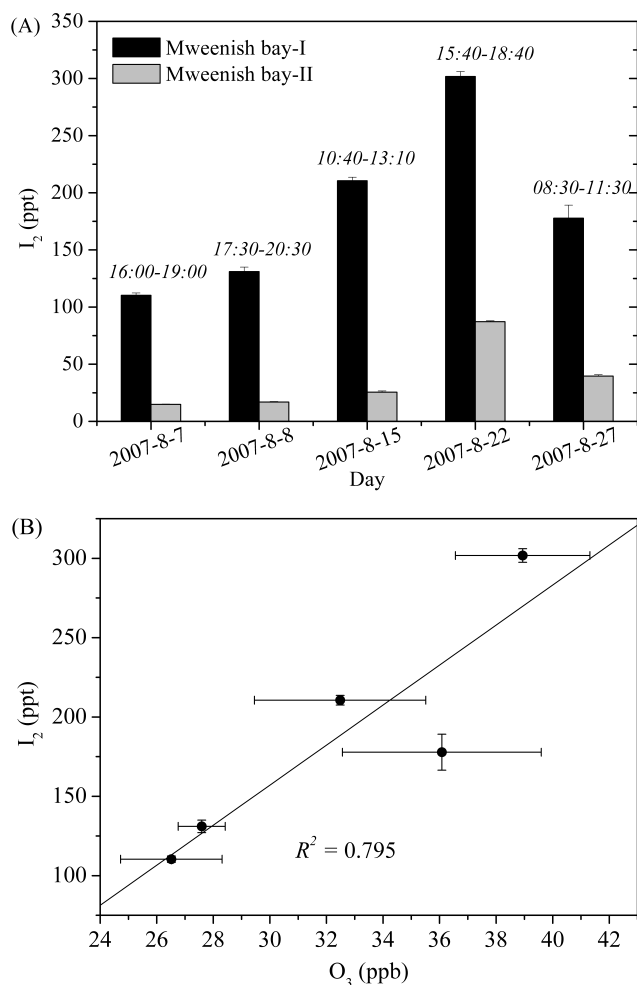 (A)
350
300
250
200
150
100
50
0
I₂ (ppt)
Mweenish bay-I
Mweenish bay-II
16:00-19:00
17:30-20:30
10:40-13:10
15:40-18:40
08:30-11:30
2007-8-7
2007-8-8
2007-8-15
2007-8-22
2007-8-27
Day
(B)
300
250
200
150
100
I₂ (ppt)
R² = 0.795
24 26 28 30 32 34 36 38 40 42
O₃ (ppb)